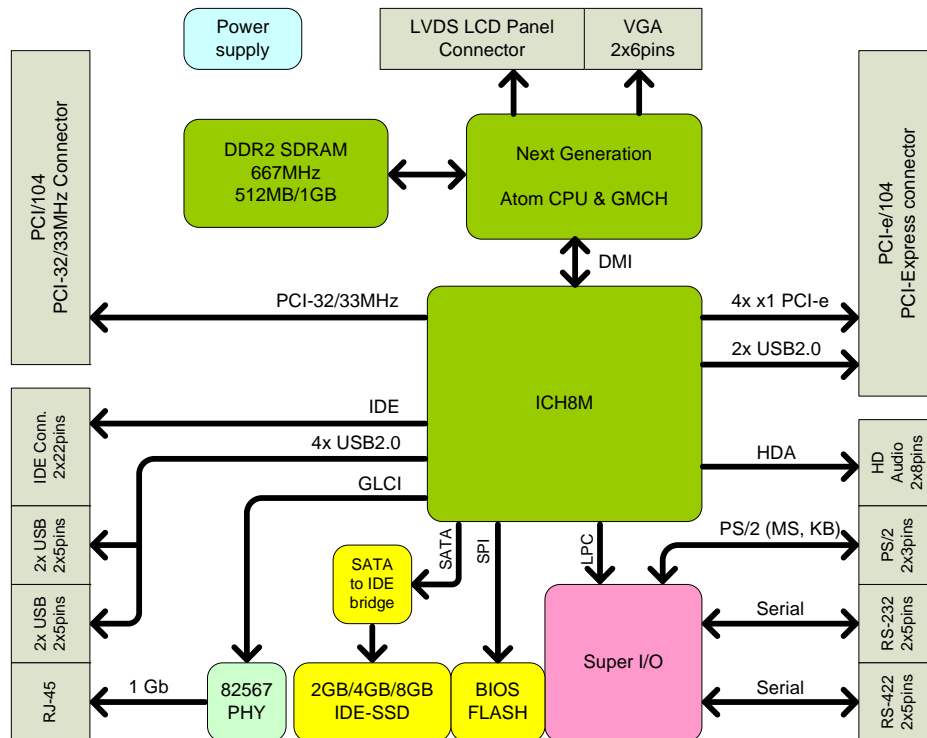 Power
supply
LVDS LCD Panel
Connector
VGA
2x6pins
PCI/104
PCI-32/33MHz Connector
DDR2 SDRAM
667MHz
512MB/1GB
Next Generation
Atom CPU & GMCH
PCI-e/104
PCI-Express connector
DMI
PCI-32/33MHz
4x x1 PCI-e
2x USB2.0
ICH8M
IDE Conn.
2x22pins
IDE
4x USB2.0
GLCI
HDA
HD
Audio
2x8pins
2x USB
2x5pins
SATA
SPI
LPC
PS/2 (MS, KB)
PS/2
2x3pins
SATA
to IDE
bridge
2x USB
2x5pins
Super I/O
Serial
RS-232
2x5pins
RJ-45
1 Gb
82567
PHY
2GB/4GB/8GB
IDE-SSD
BIOS
FLASH
Serial
RS-422
2x5pins